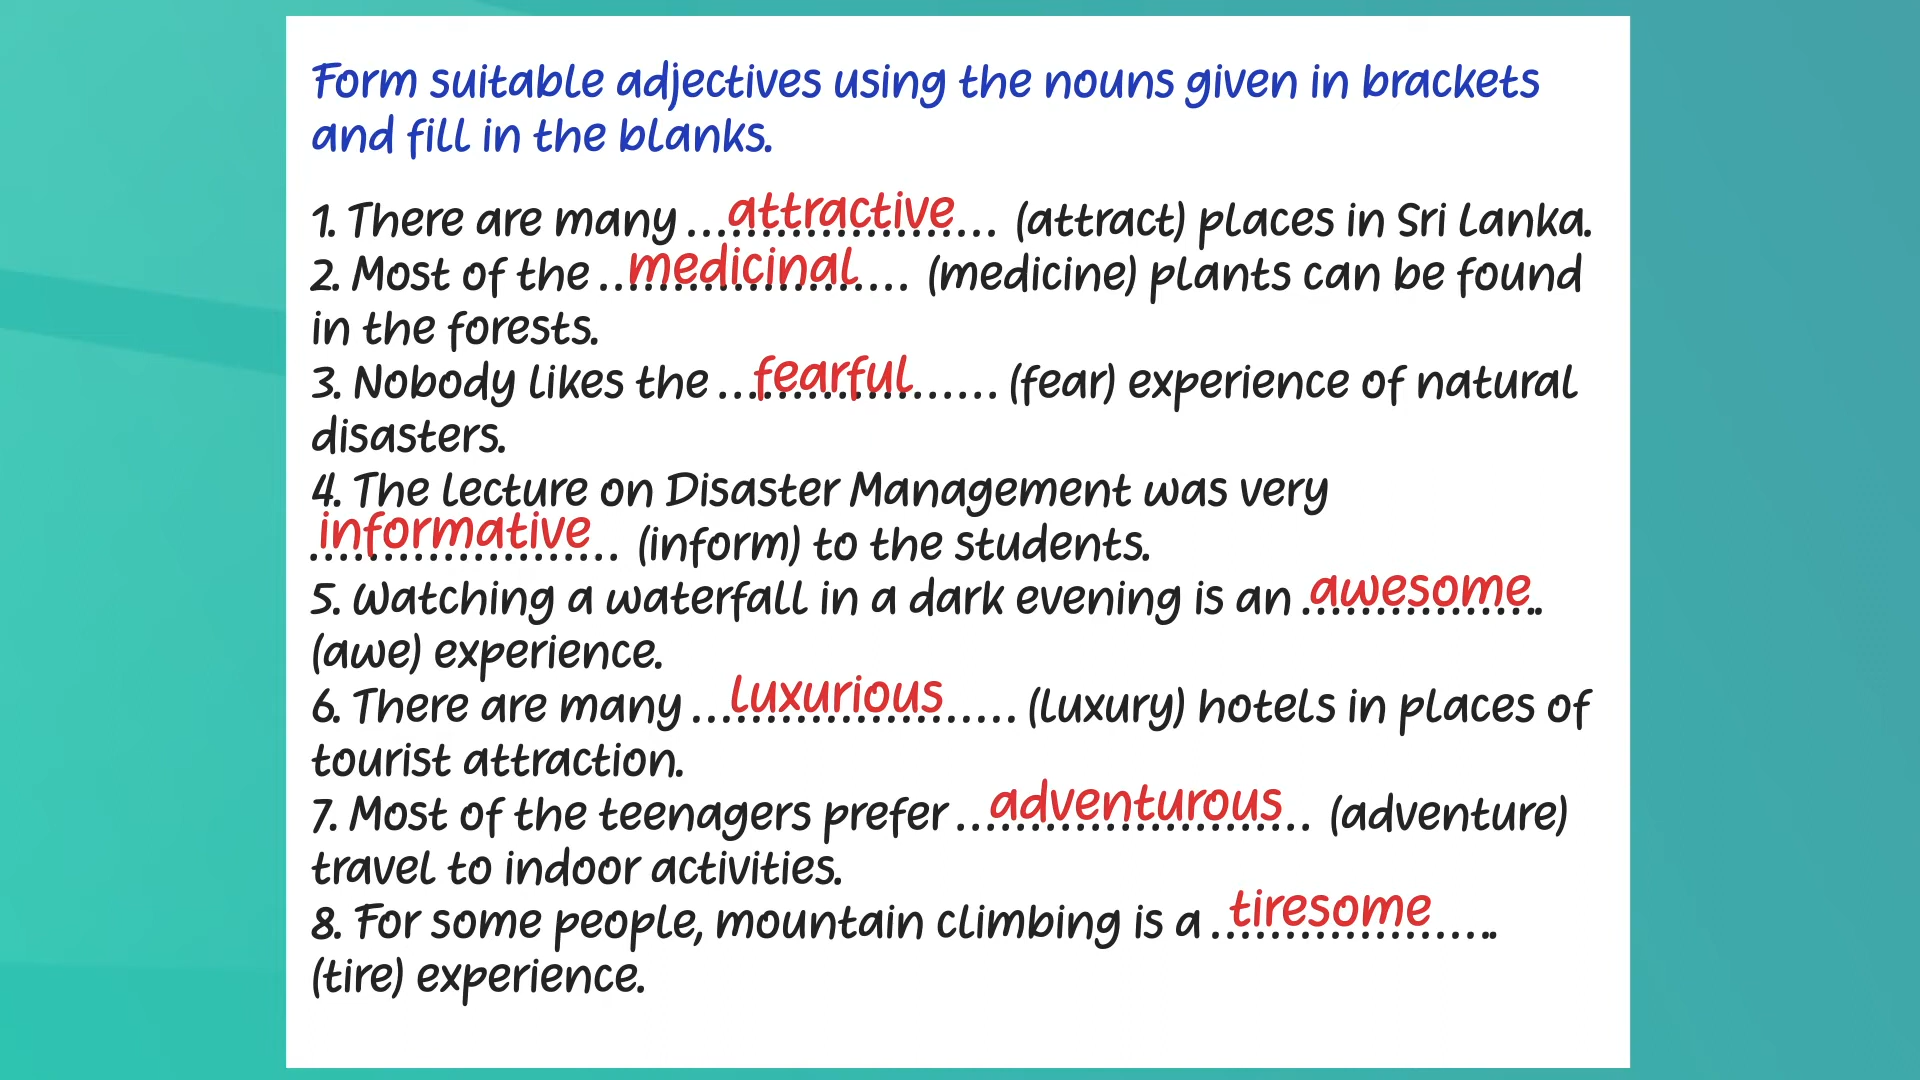 Form suitable adjectives using the nouns given in brackets
and fill in the blanks.
1. There are many ...attractive... (attract) places in Sri Lanka.
2. Most of the ..medicinal.... (medicine) plants can be found
in the forests.
3. Nobody likes the ...fearful...... (fear) experience of natural
disasters.
4. The lecture on Disaster Management was very
informative.. (inform) to the students.
5. Watching a waterfall in a dark evening is an awesome..
(awe) experience.
6. There are many ...luxurious..... (luxury) hotels in places of
tourist attraction.
7. Most of the teenagers prefer ...adventurous.. (adventure)
travel to indoor activities.
8. For some people, mountain climbing is a ..tiresome.....
(tire) experience.